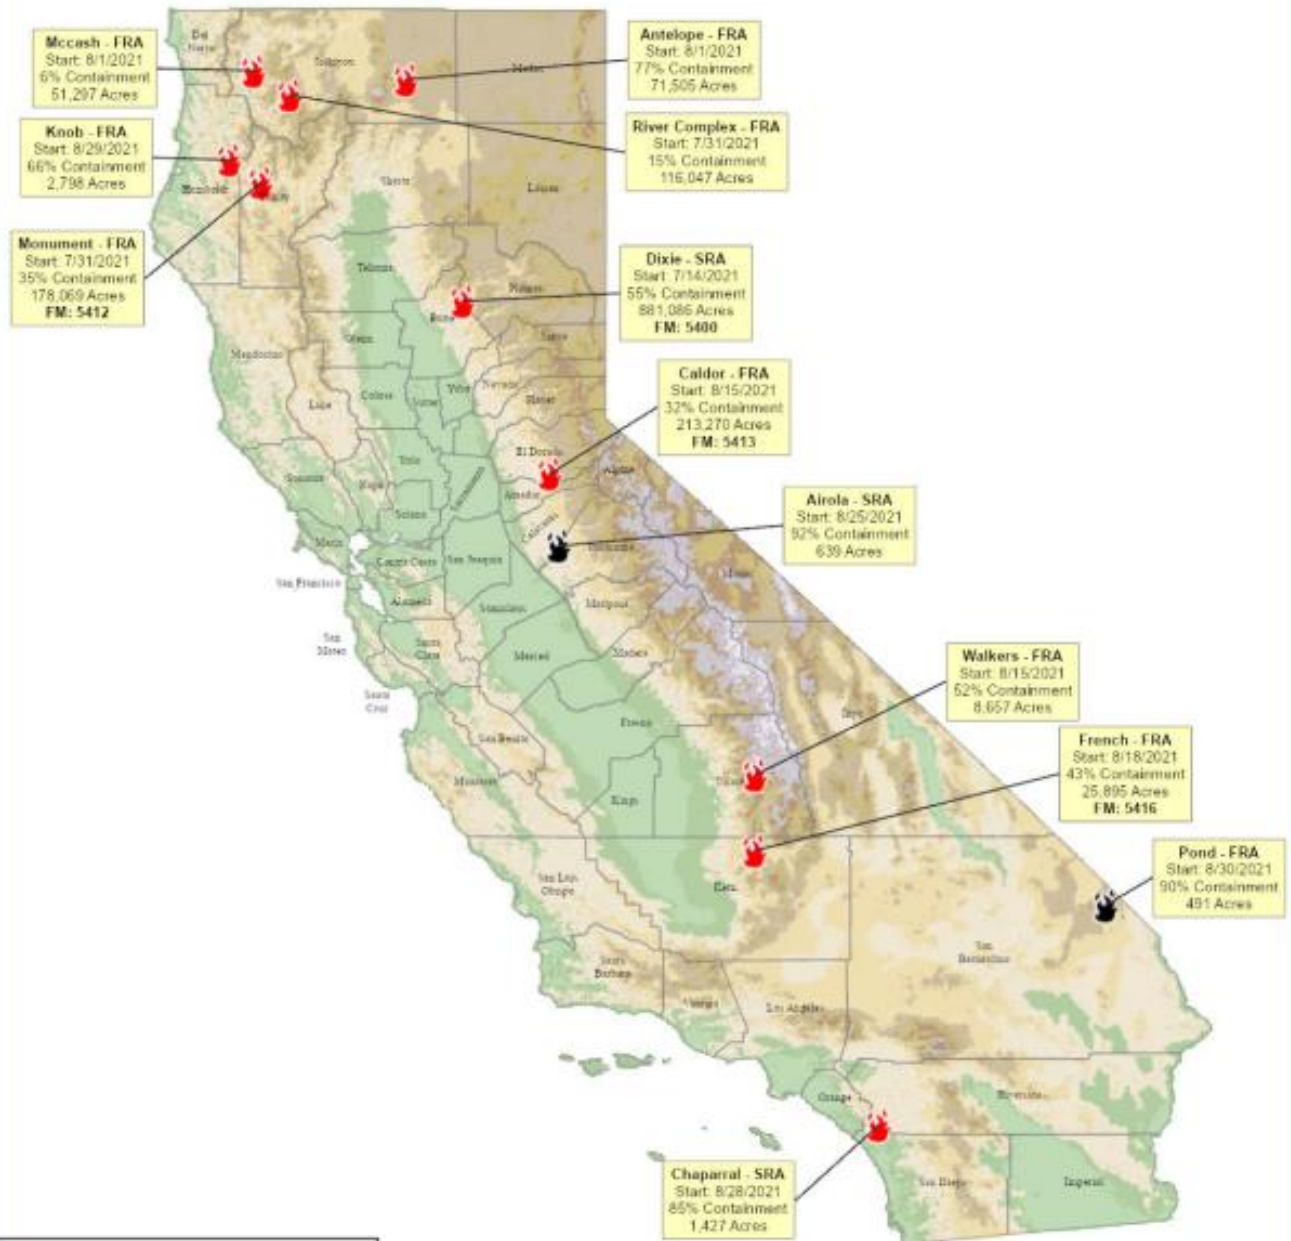 Mccash - FRA
Start: 8/1/2021
6% Containment
51,297 Acres
Antelope - FRA
Start: 8/1/2021
77% Containment
71,505 Acres
River Complex - FRA
Start: 7/31/2021
15% Containment
116,047 Acres
Knob - FRA
Start: 8/29/2021
66% Containment
2,798 Acres
Monument - FRA
Start: 7/31/2021
35% Containment
178,069 Acres
FM: 5412
Dixie - SRA
Start: 7/14/2021
55% Containment
881,086 Acres
FM: 5400
Caldor - FRA
Start: 8/15/2021
32% Containment
213,270 Acres
FM: 5413
Airola - SRA
Start: 8/25/2021
92% Containment
639 Acres
Walkers - FRA
Start: 8/15/2021
52% Containment
8,657 Acres
French - FRA
Start: 8/18/2021
43% Containment
25,895 Acres
FM: 5416
Pond - FRA
Start: 8/30/2021
90% Containment
491 Acres
Chaparral - SRA
Start: 8/28/2021
85% Containment
1,427 Acres
Del
Norte
Siskiyou
Modoc
Humboldt
Shasta
Lassen
Tehama
Plumas
Butte
Glenn
Sierra
Mendocino
Lake
Colusa
Sutter
Yuba
Nevada
Placer
El Dorado
Yolo
Sonoma
Napa
Sacramento
Amador
Alpine
Solano
Calaveras
Tuolumne
Marin
Contra Costa
San Joaquin
Mono
San Francisco
Alameda
Stanislaus
Mariposa
San
Mateo
Santa
Clara
Merced
Madera
Santa
Cruz
Fresno
Inyo
San Benito
Monterey
Kings
San Luis
Obispo
Kern
San
Bernardino
Santa
Barbara
Ventura
Los Angeles
Orange
Riverside
San Diego
Imperial